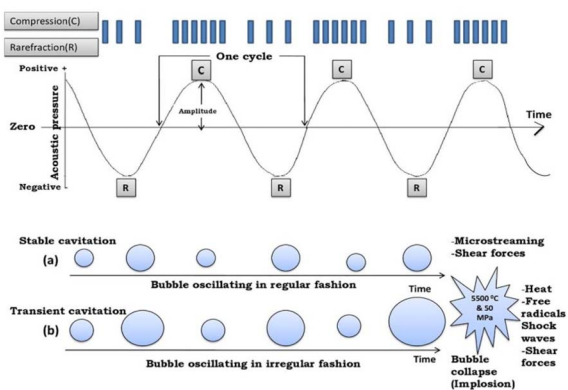 Compression(C)
Rarefraction(R)
One cycle
Positive +
C
C
C
Amplitude
Acoustic pressure
Time
Zero
Negative -
R
R
R
Stable cavitation
(a)
-Microstreaming
-Shear forces
Time
Bubble oscillating in regular fashion
Transient cavitation
(b)
5500 ⁰C
& 50
MPa
-Heat
-Free
radicals
Shock
waves
-Shear
forces
Time
Bubble oscillating in irregular fashion
Bubble
collapse
(Implosion)